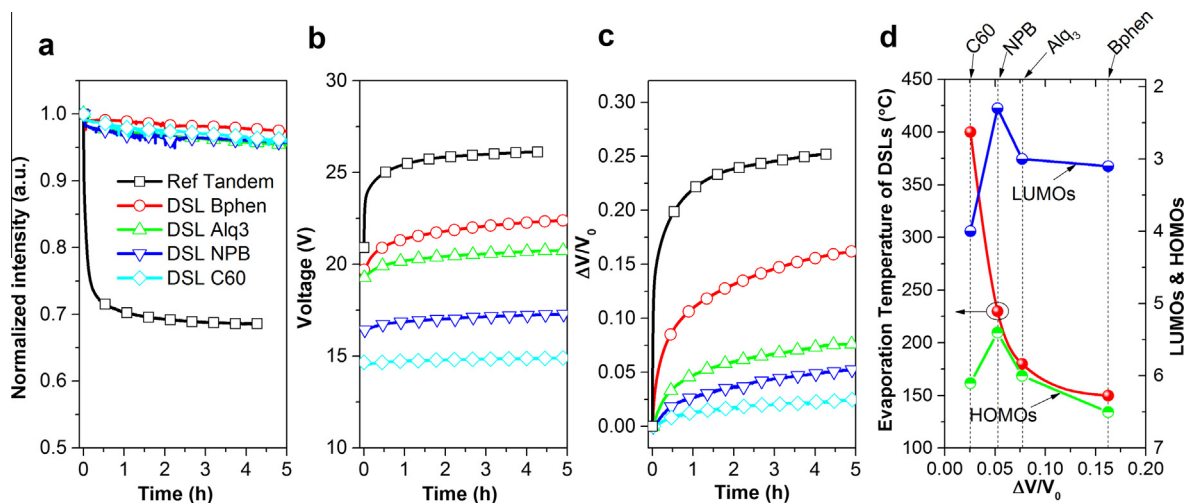 a
1.0
0.9
0.8
0.7
0.6
0.5
Normalized intensity (a.u.)
0 1 2 3 4 5
Time (h)
Ref Tandem
DSL Bphen
DSL Alq3
DSL NPB
DSL C60
b
30
25
20
15
10
Voltage (V)
0 1 2 3 4 5
Time (h)
c
0.30
0.25
0.20
0.15
0.10
0.05
0.00
ΔV/V₀
0 1 2 3 4 5
Time (h)
d
C60
NPB
Alq₃
Bphen
450
400
350
300
250
200
150
100
Evaporation Temperature of DSLs (°C)
LUMOs
HOMOs
2
3
4
5
6
7
LUMOs & HOMOs
0.00 0.05 0.10 0.15 0.20
ΔV/V₀